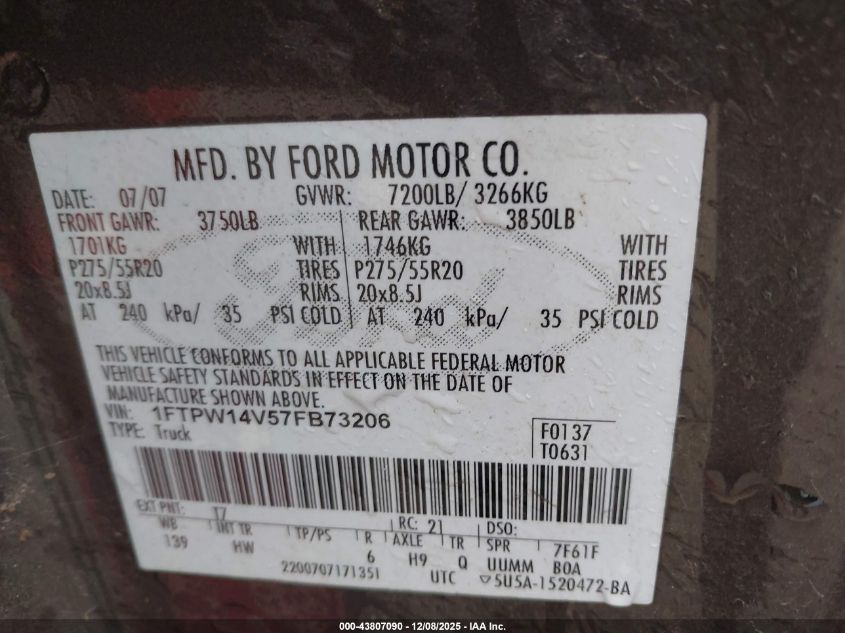 MFD. BY FORD MOTOR CO.
DATE: 07/07 GVWR: 7200LB/ 3266KG
FRONT GAWR: 3750LB REAR GAWR: 3850LB
1701KG WITH 1746KG WITH
P275/55R20 TIRES P275/55R20 TIRES
20x8.5J RIMS 20x8.5J RIMS
AT 240 kPa/ 35 PSI COLD AT 240 kPa/ 35 PSI COLD
Ford
THIS VEHICLE CONFORMS TO ALL APPLICABLE FEDERAL MOTOR
VEHICLE SAFETY STANDARDS IN EFFECT ON THE DATE OF
MANUFACTURE SHOWN ABOVE.
VIN: 1FTPW14V57FB73206
TYPE: Truck
F0137
T0631
EXT PNT: T7 RC: 21 DSO:
WB INT TR TP/PS R AXLE TR SPR 7F61F
139 HW 6 H9 Q UUMM BOA
2200707171351 UTC ▽5U5A-1520472-BA
000-43807090 - 12/08/2025 - IAA Inc.